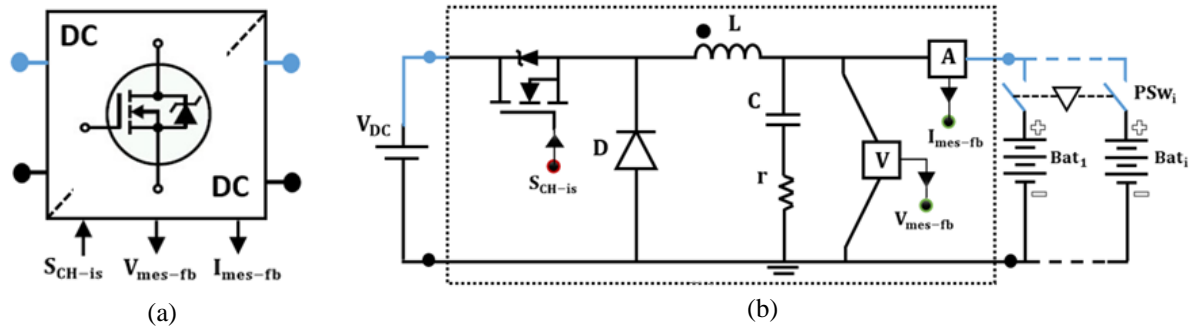 DC
DC
S_CH-is
V_mes-fb
I_mes-fb
(a)
V_DC
S_CH-is
D
L
C
r
A
I_mes-fb
V
V_mes-fb
PSw_i
Bat_1
Bat_i
(b)